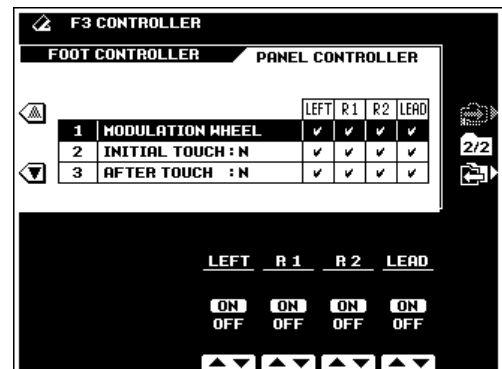 F3 CONTROLLER
FOOT CONTROLLER PANEL CONTROLLER
LEFT R1 R2 LEAD
1 MODULATION WHEEL ✔ ✔ ✔ ✔
2 INITIAL TOUCH : N ✔ ✔ ✔ ✔
3 AFTER TOUCH : N ✔ ✔ ✔ ✔
2/2
LEFT R 1 R 2 LEAD
ON ON ON ON
OFF OFF OFF OFF